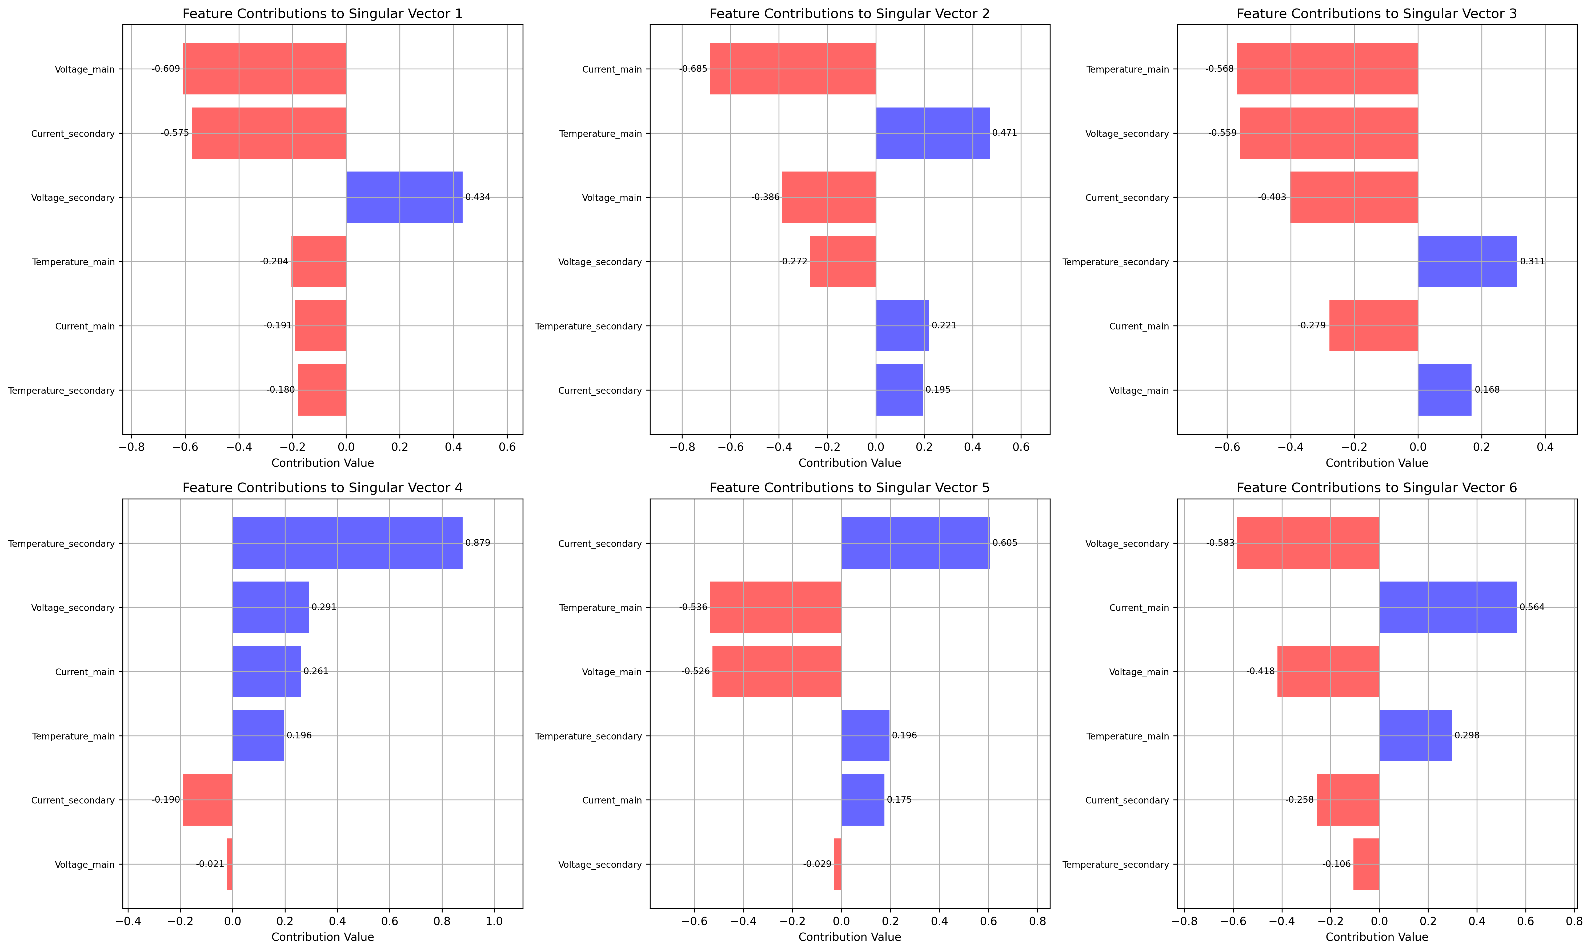 Feature Contributions to Singular Vector 1
Voltage_main
-0.609
Current_secondary
-0.575
Voltage_secondary
0.434
Temperature_main
-0.204
Current_main
-0.191
Temperature_secondary
-0.180
−0.8 −0.6 −0.4 −0.2 0.0 0.2 0.4 0.6
Contribution Value
Feature Contributions to Singular Vector 2
Current_main
-0.685
Temperature_main
0.471
Voltage_main
-0.386
Voltage_secondary
-0.272
Temperature_secondary
0.221
Current_secondary
0.195
−0.8 −0.6 −0.4 −0.2 0.0 0.2 0.4 0.6
Contribution Value
Feature Contributions to Singular Vector 3
Temperature_main
-0.568
Voltage_secondary
-0.559
Current_secondary
-0.403
Temperature_secondary
0.311
Current_main
-0.279
Voltage_main
0.168
−0.6 −0.4 −0.2 0.0 0.2 0.4
Contribution Value
Feature Contributions to Singular Vector 4
Temperature_secondary
0.879
Voltage_secondary
0.291
Current_main
0.261
Temperature_main
0.196
Current_secondary
-0.190
Voltage_main
-0.021
−0.4 −0.2 0.0 0.2 0.4 0.6 0.8 1.0
Contribution Value
Feature Contributions to Singular Vector 5
Current_secondary
0.605
Temperature_main
-0.536
Voltage_main
-0.526
Temperature_secondary
0.196
Current_main
0.175
Voltage_secondary
-0.029
−0.6 −0.4 −0.2 0.0 0.2 0.4 0.6 0.8
Contribution Value
Feature Contributions to Singular Vector 6
Voltage_secondary
-0.583
Current_main
0.564
Voltage_main
-0.418
Temperature_main
0.298
Current_secondary
-0.258
Temperature_secondary
-0.106
−0.8 −0.6 −0.4 −0.2 0.0 0.2 0.4 0.6 0.8
Contribution Value